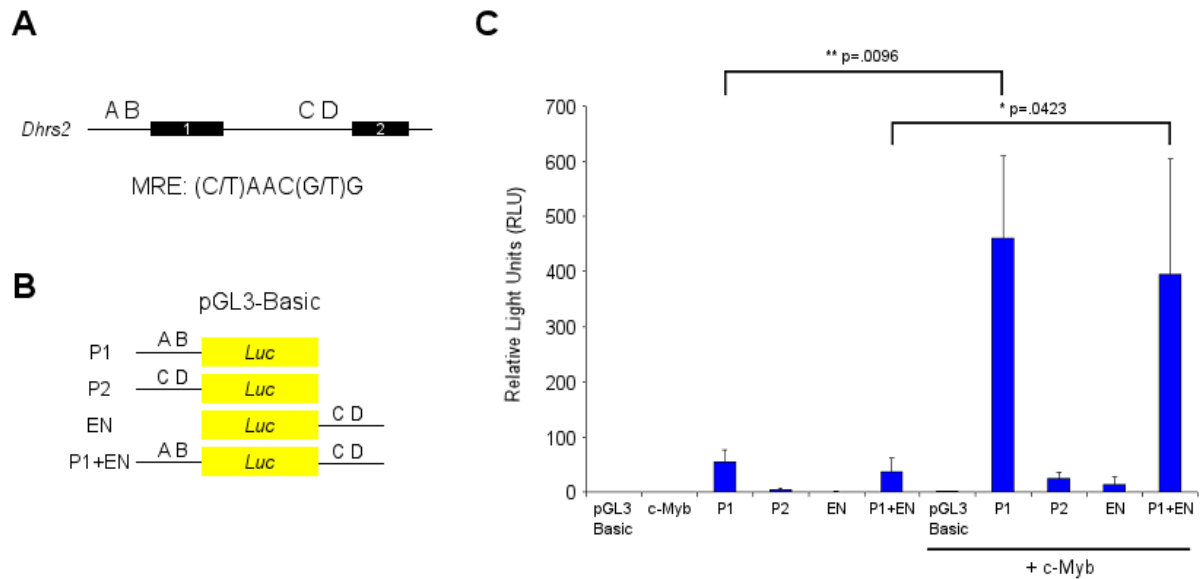 A
A B
C D
Dhrs2
1
2
MRE: (C/T)AAC(G/T)G
B
pGL3-Basic
P1
A B
Luc
P2
C D
Luc
EN
Luc
C D
P1+EN
A B
Luc
C D
C
** p=.0096
* p=.0423
Relative Light Units (RLU)
700
600
500
400
300
200
100
0
pGL3 Basic
c-Myb
P1
P2
EN
P1+EN
pGL3 Basic
P1
P2
EN
P1+EN
+ c-Myb